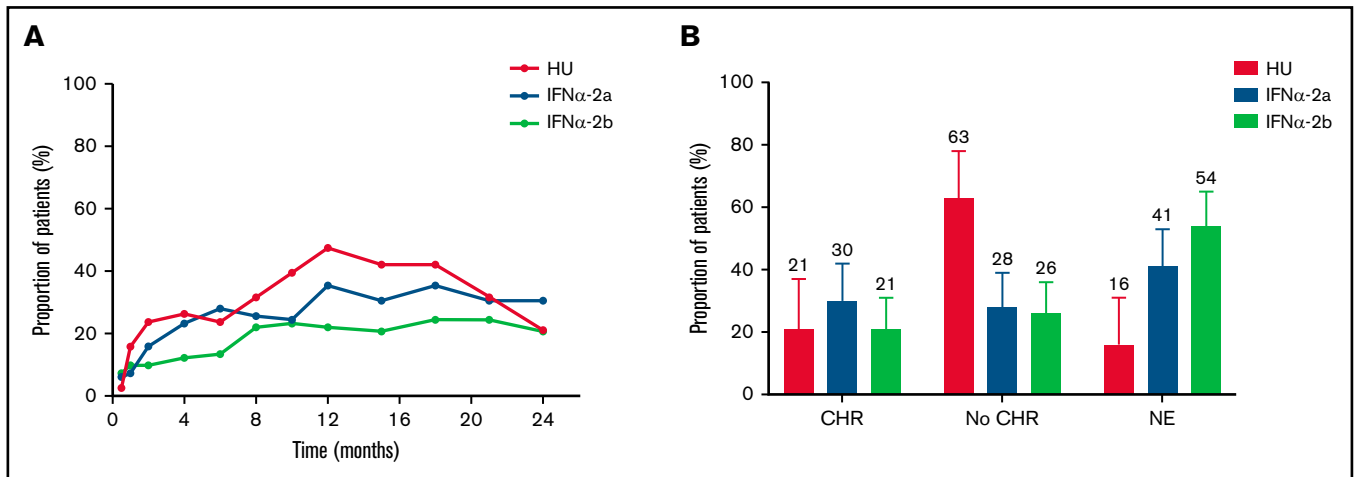 A
HU
IFNα-2a
IFNα-2b
Proportion of patients (%)
100
80
60
40
20
0
0 4 8 12 16 20 24
Time (months)
B
HU
IFNα-2a
IFNα-2b
Proportion of patients (%)
100
80
60
40
20
0
21 30 21
63 28 26
16 41 54
CHR No CHR NE